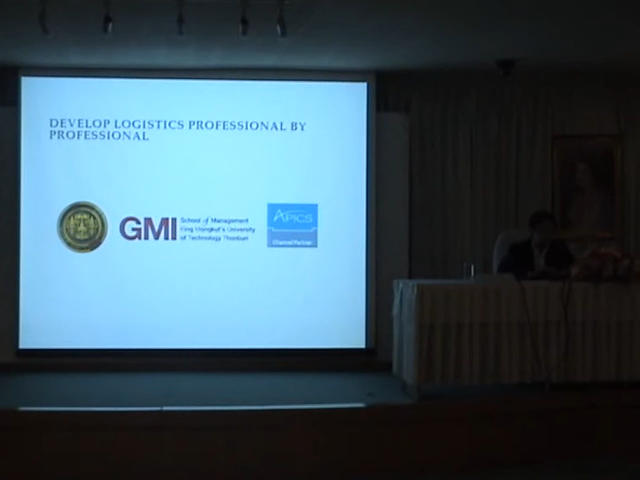 DEVELOP LOGISTICS PROFESSIONAL BY
PROFESSIONAL
GMI
School of Management
King Mongkut's University
of Technology Thonburi
APICS
Channel Partner